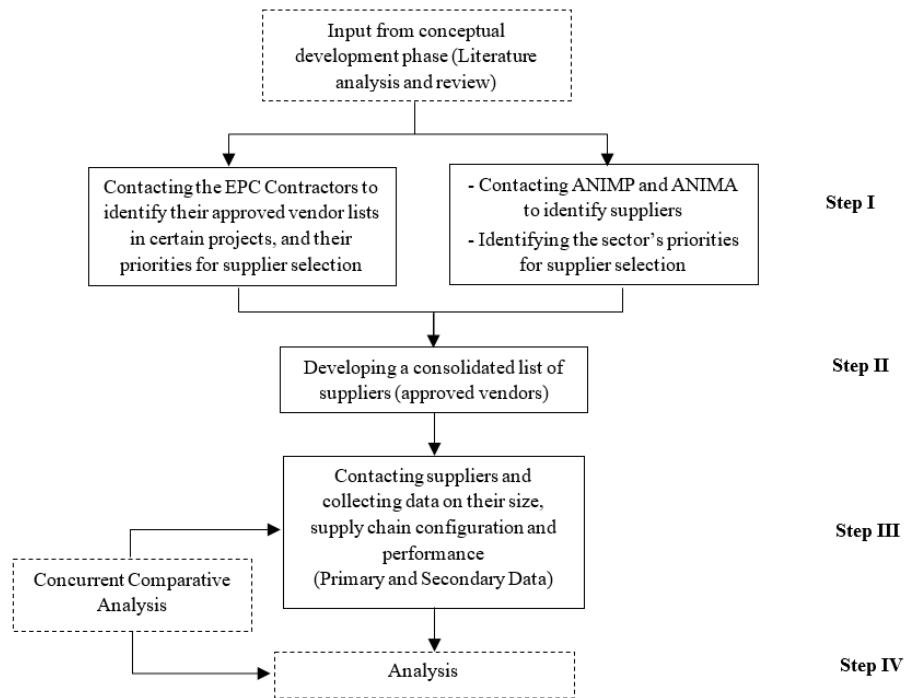 Input from conceptual
development phase (Literature
analysis and review)
Contacting the EPC Contractors to
identify their approved vendor lists
in certain projects, and their
priorities for supplier selection
- Contacting ANIMP and ANIMA
to identify suppliers
- Identifying the sector's priorities
for supplier selection
Step I
Developing a consolidated list of
suppliers (approved vendors)
Step II
Contacting suppliers and
collecting data on their size,
supply chain configuration and
performance
(Primary and Secondary Data)
Step III
Concurrent Comparative
Analysis
Analysis
Step IV